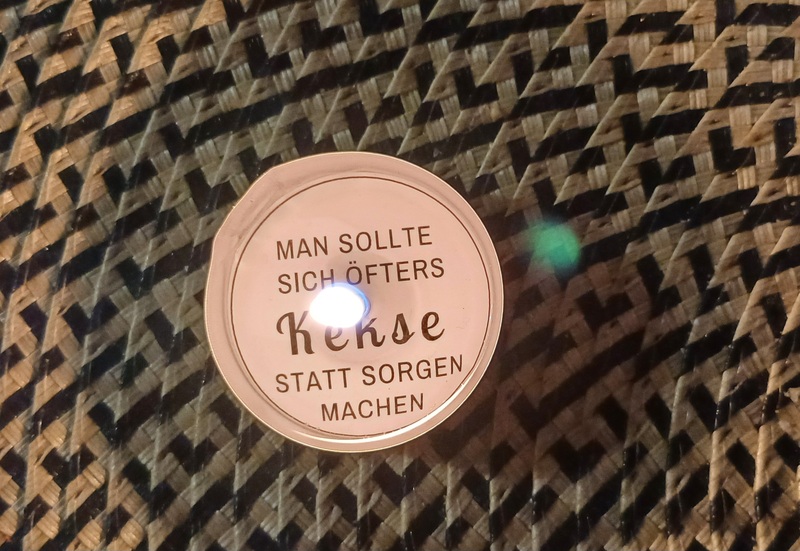 MAN SOLLTE
SICH ÖFTERS
Kekse
STATT SORGEN
MACHEN